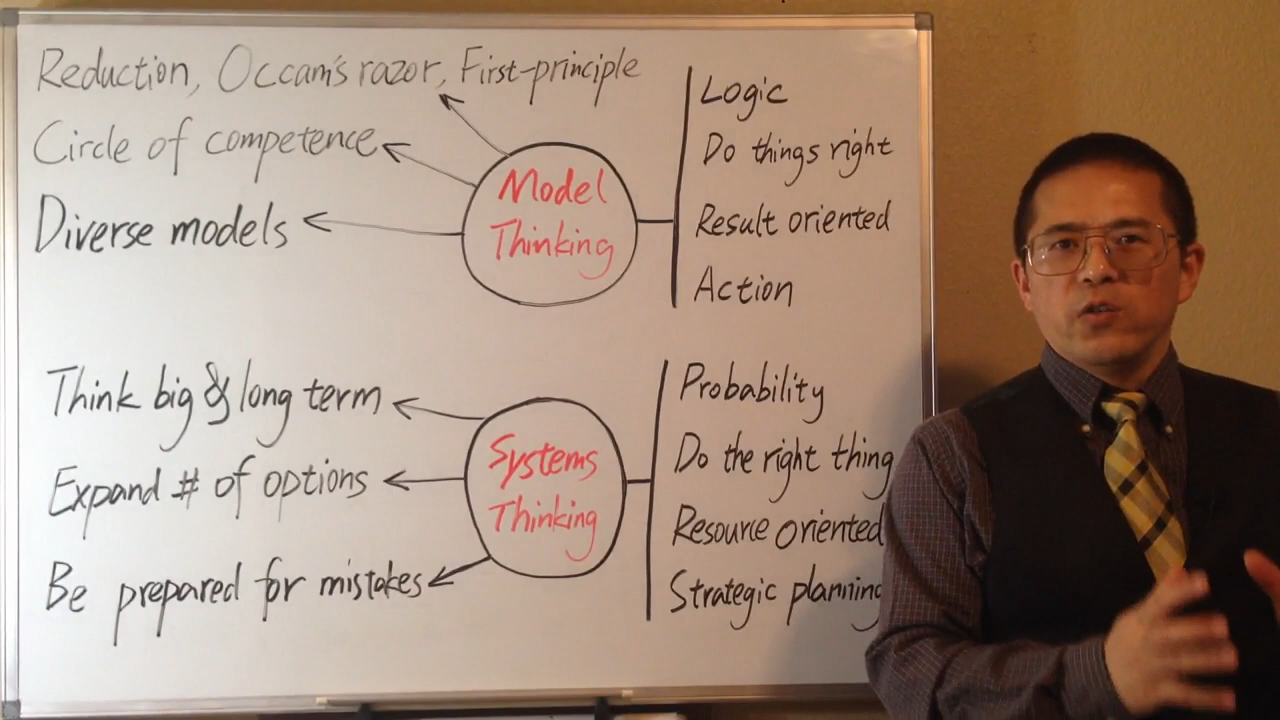 Reduction, Occam's razor, First-principle
Circle of competence
Diverse models
Model
Thinking
Logic
Do things right
Result oriented
Action
Think big & long term
Expand # of options
Be prepared for mistakes
Systems
Thinking
Probability
Do the right thing
Resource oriented
Strategic planning